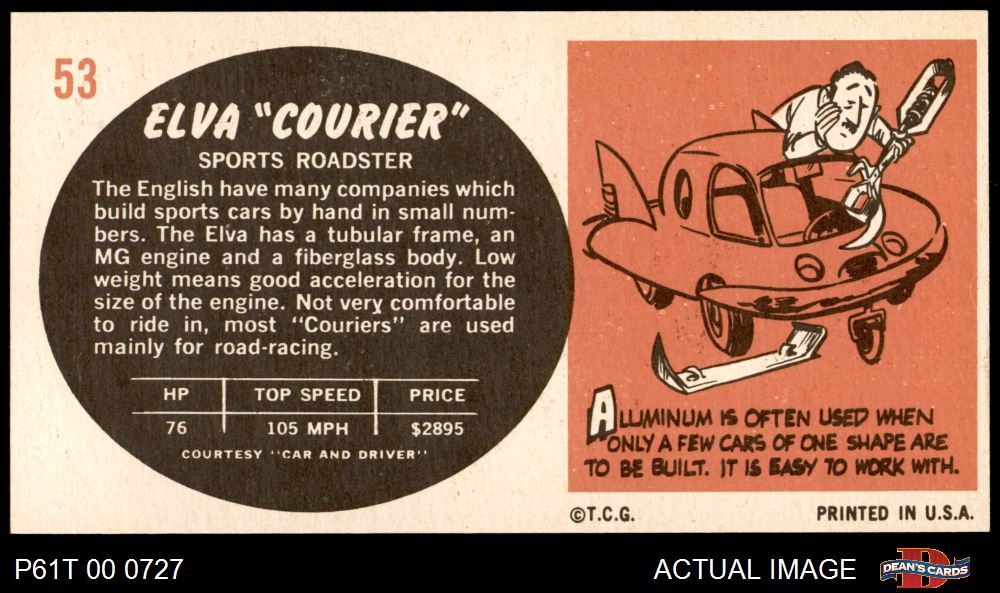 53
ELVA "COURIER"
SPORTS ROADSTER
The English have many companies which
build sports cars by hand in small num-
bers. The Elva has a tubular frame, an
MG engine and a fiberglass body. Low
weight means good acceleration for the
size of the engine. Not very comfortable
to ride in, most "Couriers" are used
mainly for road-racing.
HP TOP SPEED PRICE
76 105 MPH $2895
COURTESY "CAR AND DRIVER"
ALUMINUM IS OFTEN USED WHEN
ONLY A FEW CARS OF ONE SHAPE ARE
TO BE BUILT. IT IS EASY TO WORK WITH.
©T.C.G. PRINTED IN U.S.A.
P61T 00 0727 ACTUAL IMAGE D DEAN'S CARDS